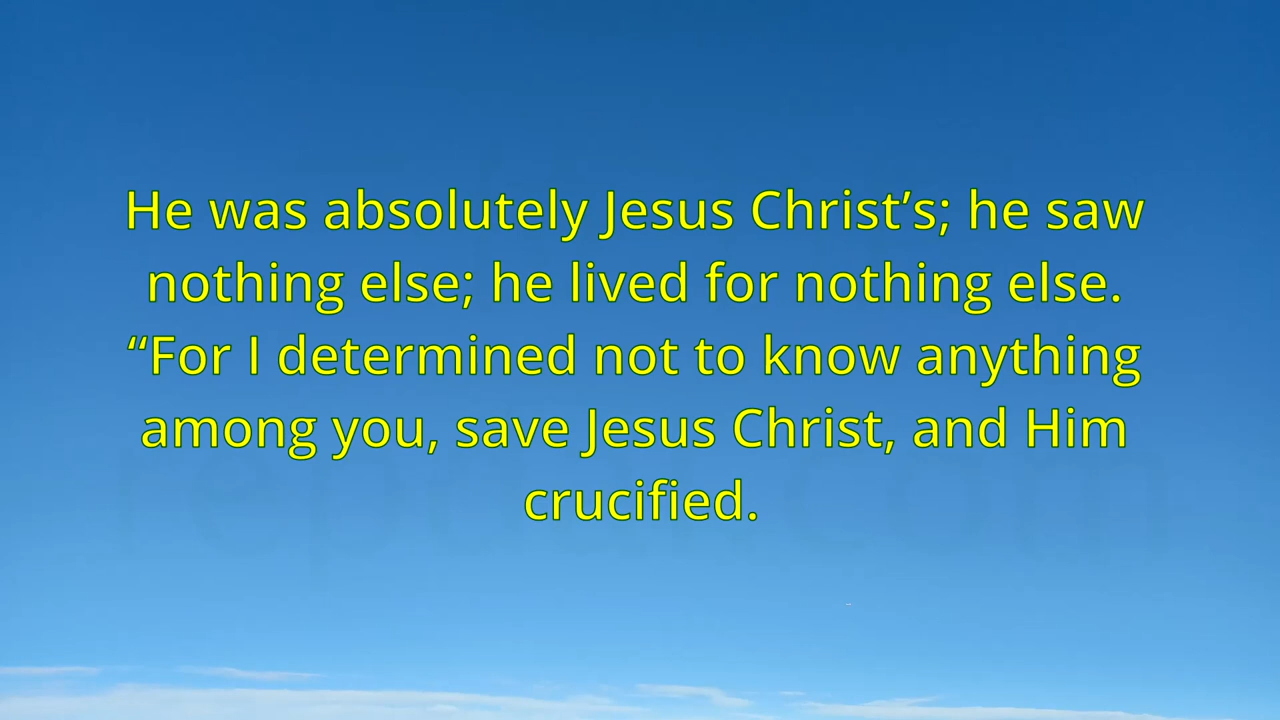 He was absolutely Jesus Christ’s; he saw
nothing else; he lived for nothing else.
“For I determined not to know anything
among you, save Jesus Christ, and Him
crucified.